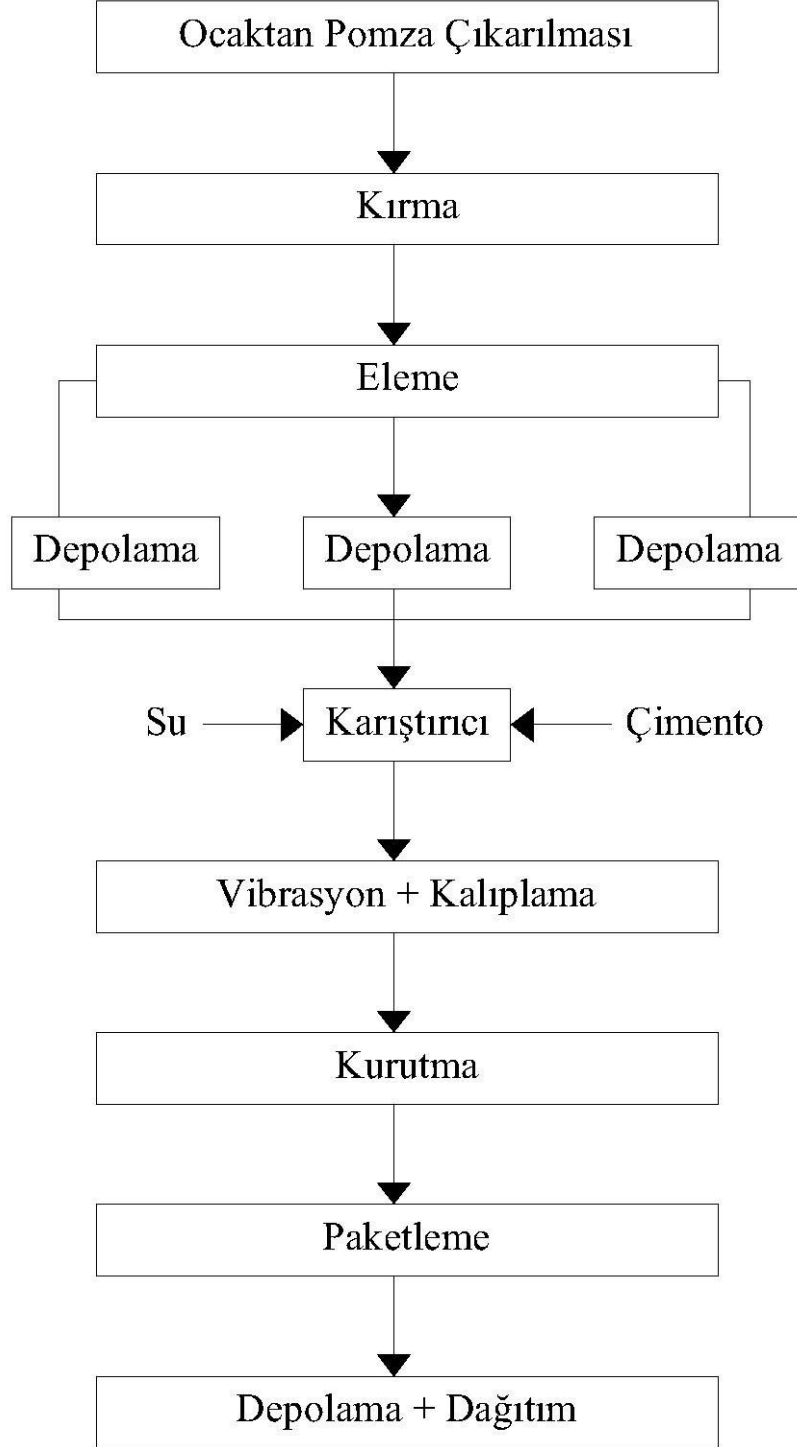 Ocaktan Pomza Çıkarılması
Kırma
Eleme
Depolama
Depolama
Depolama
Su
Karıştırıcı
Çimento
Vibrasyon + Kalıplama
Kurutma
Paketleme
Depolama + Dağıtım